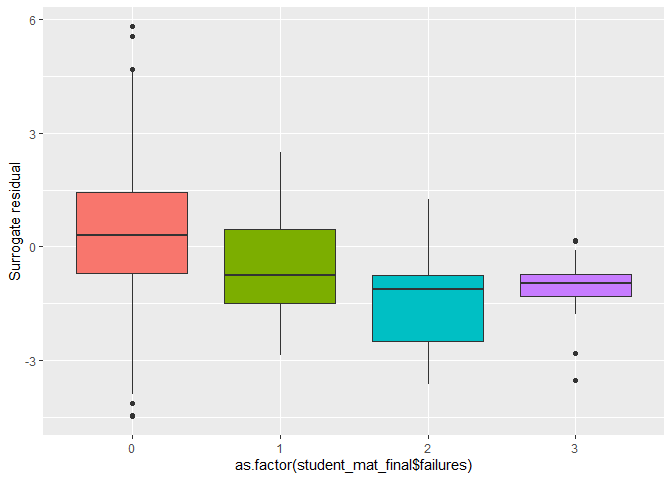 6
3
0
-3
Surrogate residual
0 1 2 3
as.factor(student_mat_final$failures)